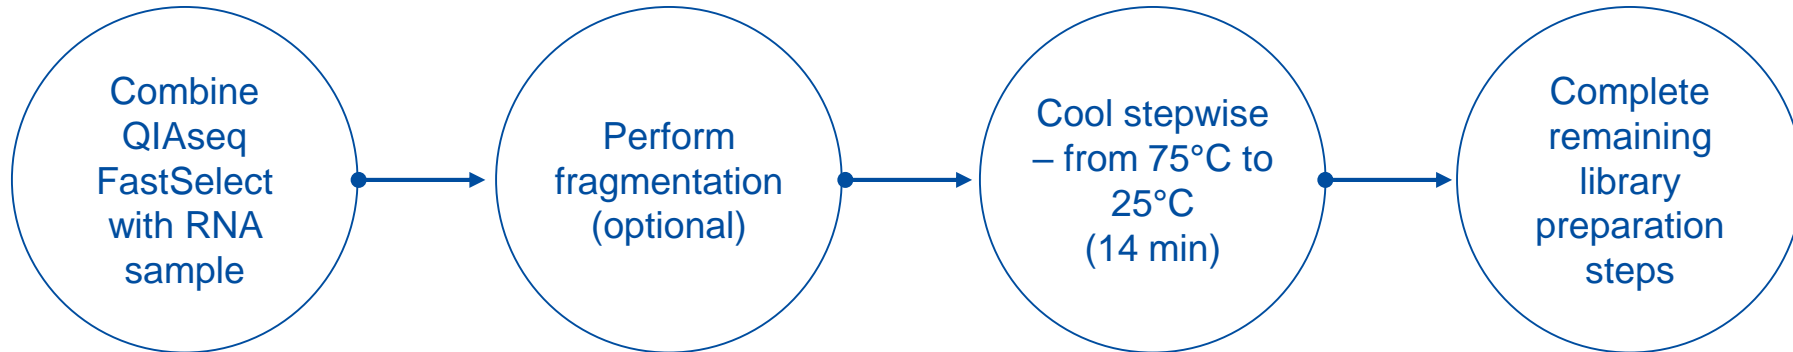 Combine
QIAseq
FastSelect
with RNA
sample
Perform
fragmentation
(optional)
Cool stepwise
– from 75°C to
25°C
(14 min)
Complete
remaining
library
preparation
steps